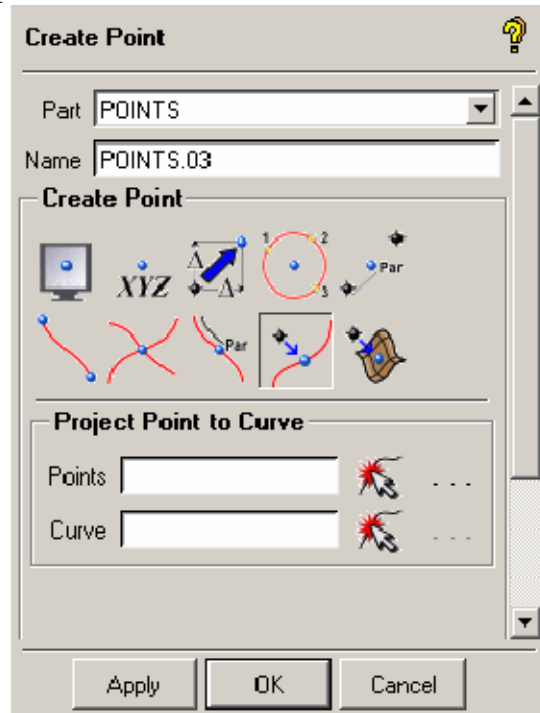 Create Point
Part POINTS
Name POINTS.03
Create Point
XYZ Δ Δ 1 2 3 Par
Par
Project Point to Curve
Points
Curve
Apply OK Cancel